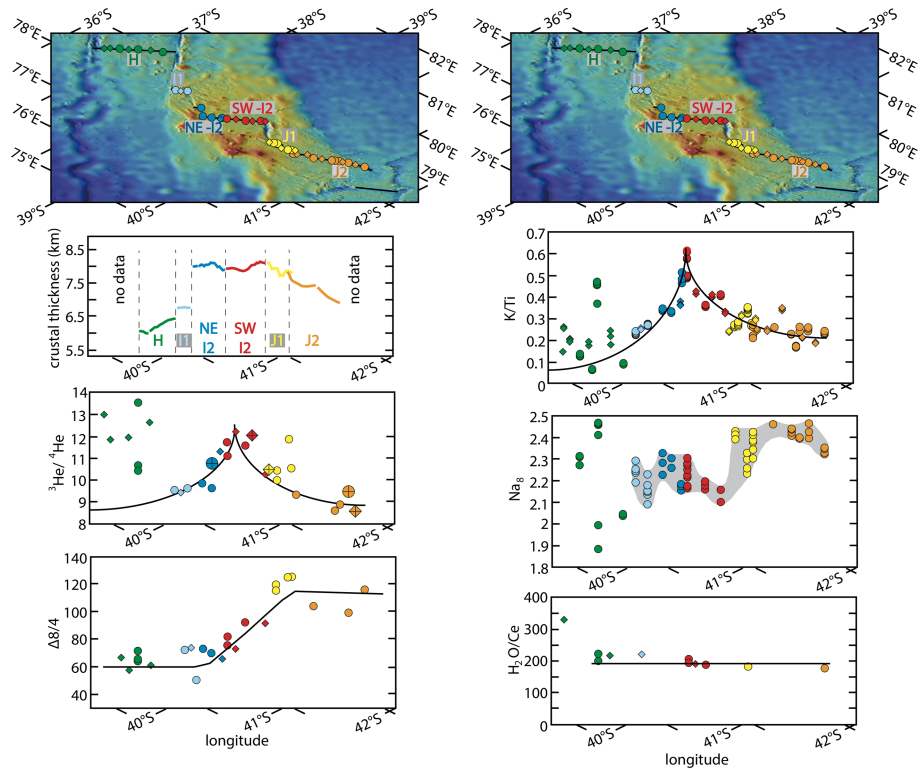 36°S
37°S
38°S
39°S
78°E
77°E
76°E
75°E
39°S
82°E
81°E
80°E
79°E
H
I1
SW -I2
NE -I2
J1
J2
40°S
41°S
42°S
36°S
37°S
38°S
39°S
78°E
77°E
76°E
75°E
39°S
82°E
81°E
80°E
79°E
H
I1
SW -I2
NE -I2
J1
J2
40°S
41°S
42°S
crustal thickness (km)
8.5
7.5
6.5
5.5
no data
no data
H
I1
NE
I2
SW
I2
J1
J2
40°S
41°S
42°S
K/Ti
0.7
0.6
0.5
0.4
0.3
0.2
0.1
0
40°S
41°S
42°S
3He/ 4He
14
13
12
11
10
9
8
40°S
41°S
42°S
Na8
2.5
2.4
2.3
2.2
2.1
2
1.9
1.8
40°S
41°S
42°S
Δ8/4
140
120
100
80
60
40
40°S
41°S
42°S
longitude
H2 O/Ce
400
300
200
100
0
40°S
41°S
42°S
longitude